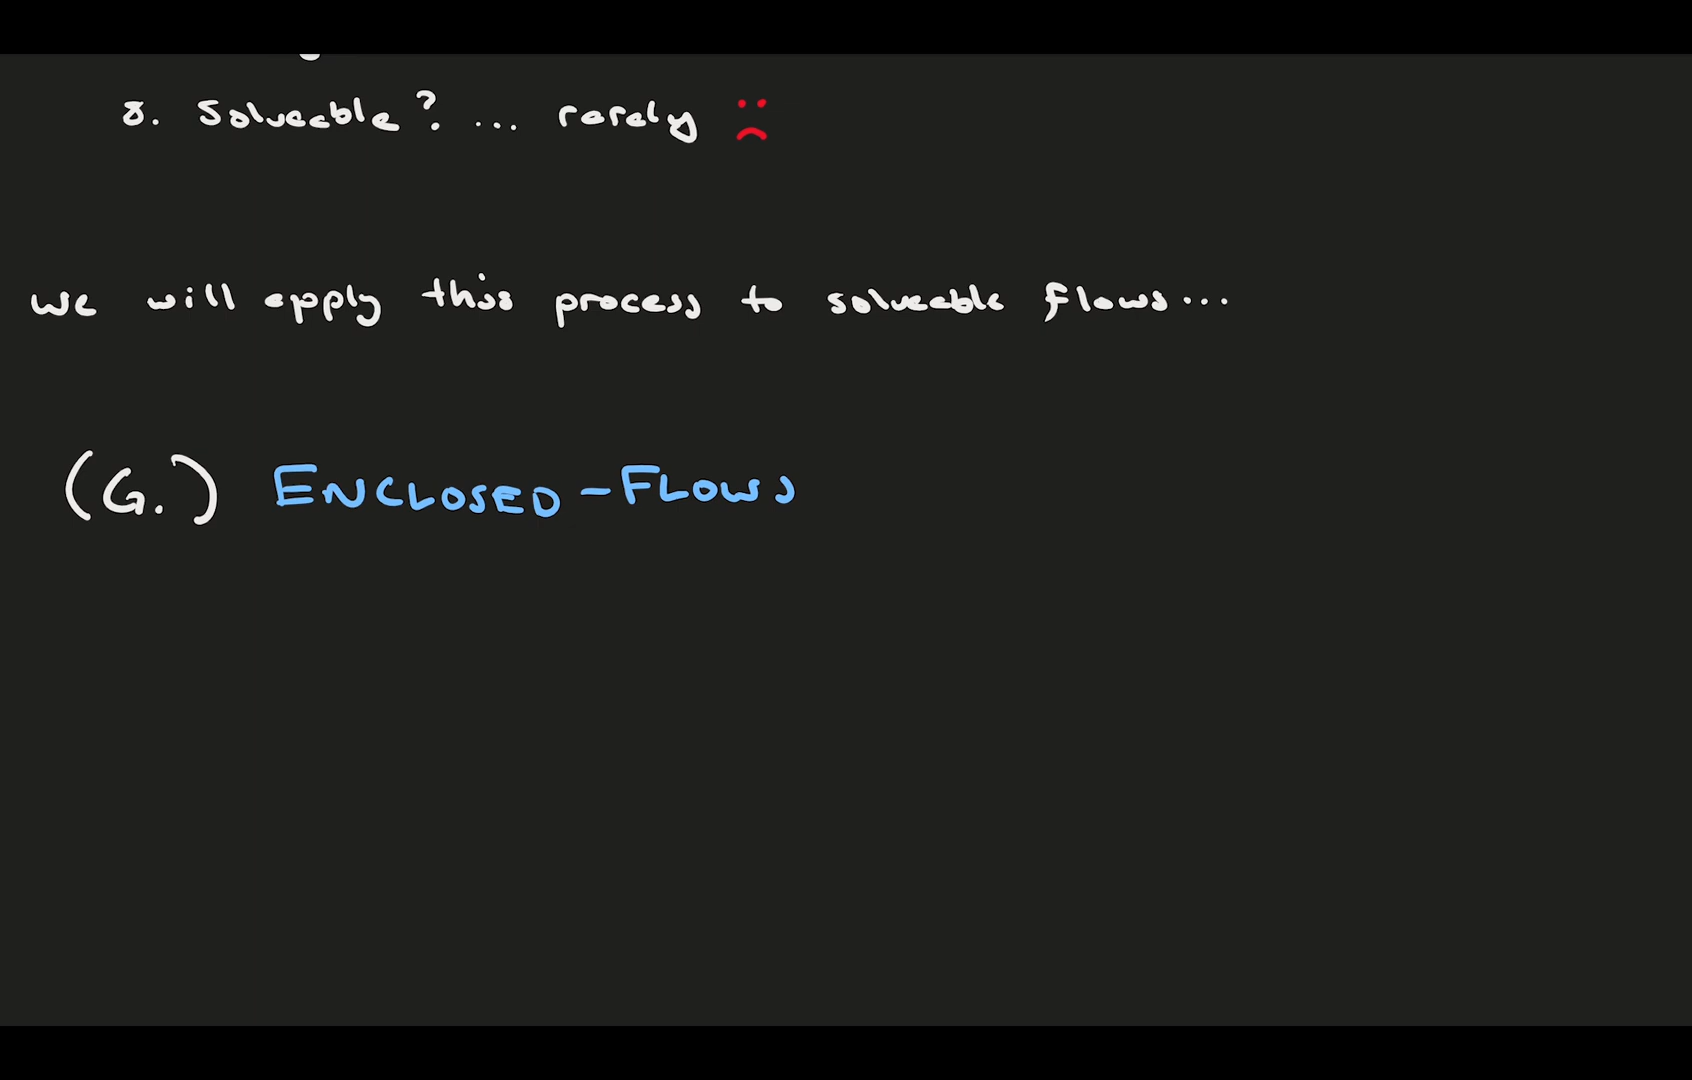 8. Solveable? ... rarely
we will apply this process to solveable flows...
(G.) ENCLOSED-FLOWS